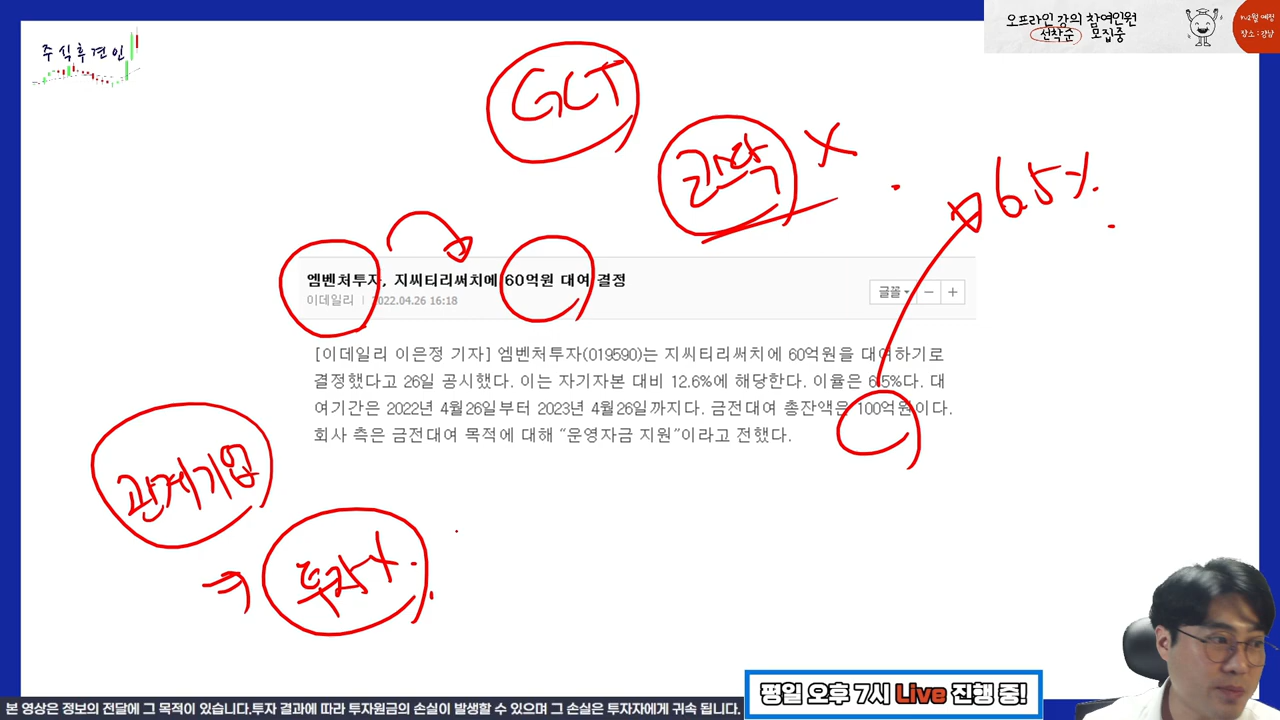 주식후견인
오프라인 강의 참여인원
선착순 모집중
장소 : 강남
GCT
6.5%
엠벤처투자, 지씨티리써치에 60억원 대여 결정
이데일리 | 2022.04.26 16:18
글꼴 - +
[이데일리 이은정 기자] 엠벤처투자(019590)는 지씨티리써치에 60억원을 대여하기로
결정했다고 26일 공시했다. 이는 자기자본 대비 12.6%에 해당한다. 이율은 6.5%다. 대
여기간은 2022년 4월26일부터 2023년 4월26일까지다. 금전대여 총잔액은 100억원이다.
회사 측은 금전대여 목적에 대해 “운영자금 지원”이라고 전했다.
관계기업
투자
평일 오후 7시 Live 진행 중!
본 영상은 정보의 전달에 그 목적이 있습니다.투자 결과에 따라 투자원금의 손실이 발생할 수 있으며 그 손실은 투자자에게 귀속 됩니다.